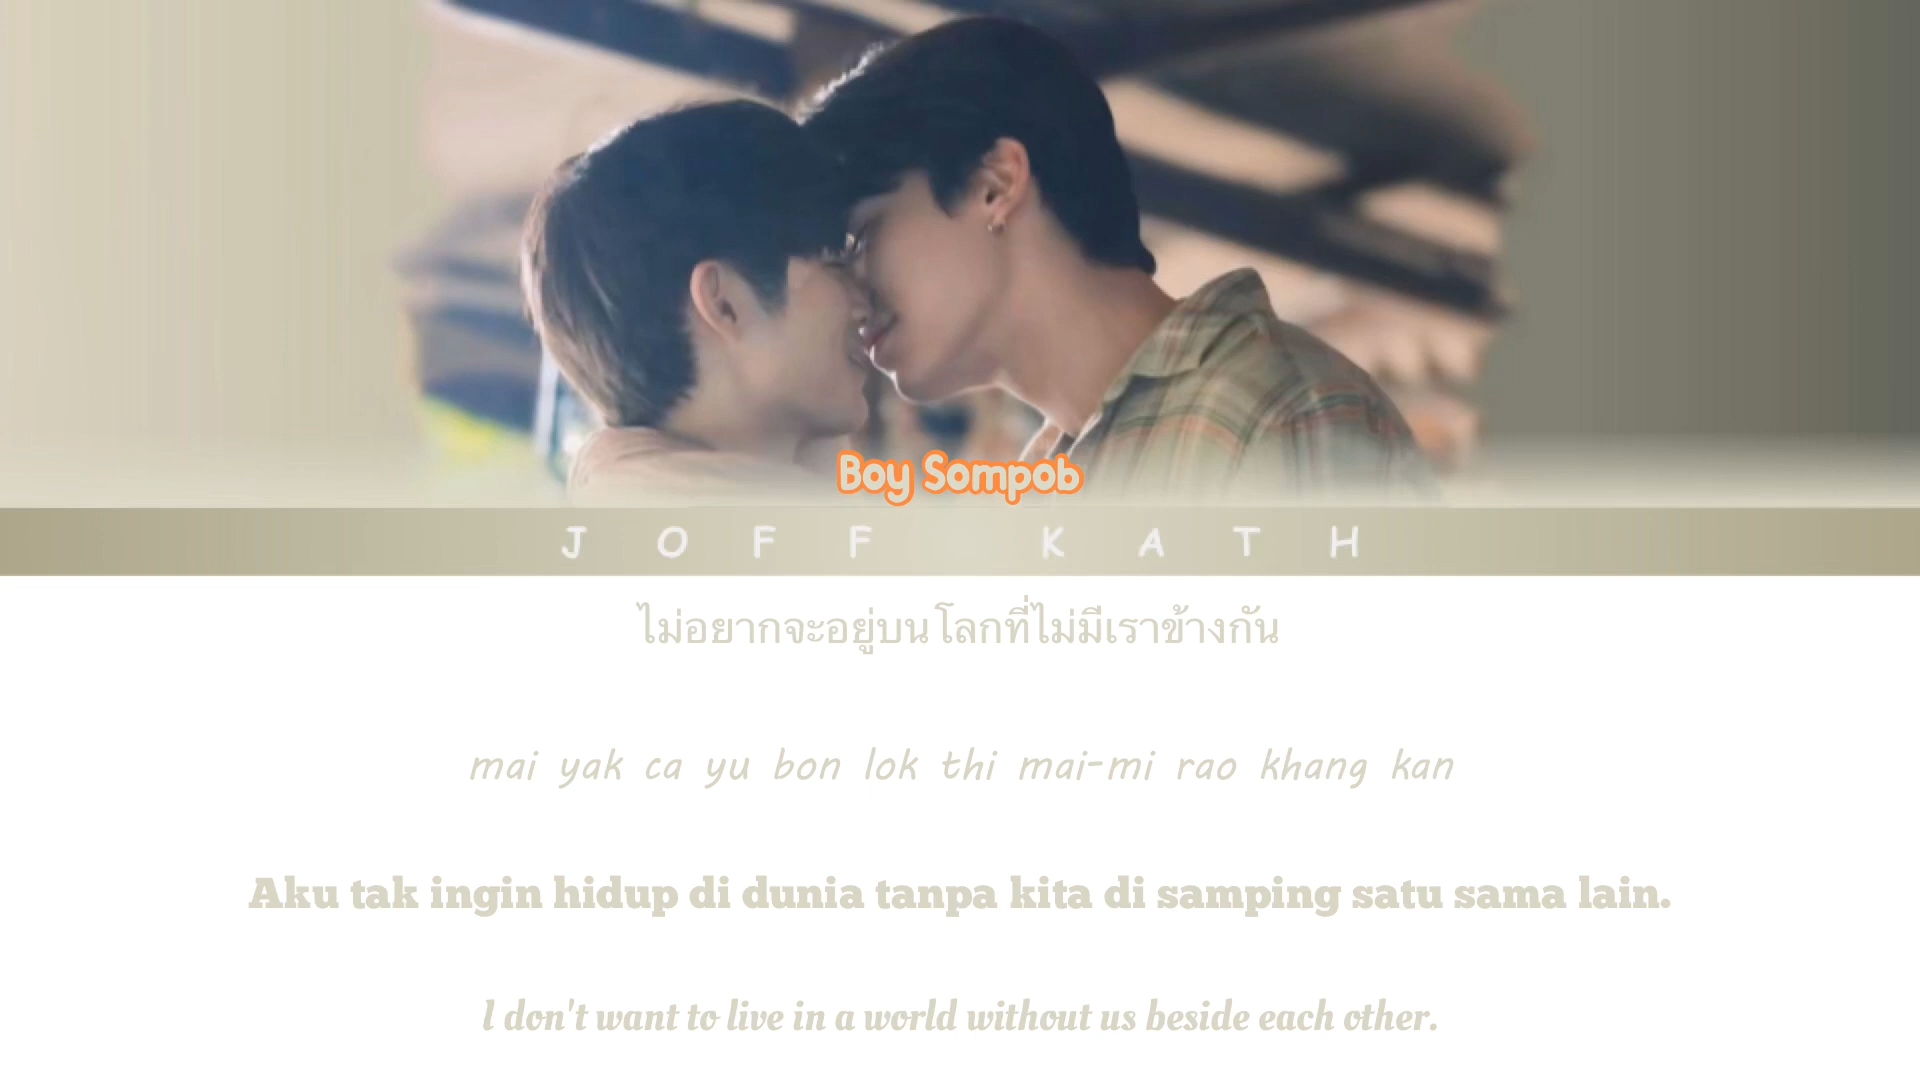 Boy Sompob
JOFF KATH
ไม่อยากจะอยู่บนโลกที่ไม่มีเราข้างกัน
mai yak ca yu bon lok thi mai-mi rao khang kan
Aku tak ingin hidup di dunia tanpa kita di samping satu sama lain.
I don't want to live in a world without us beside each other.